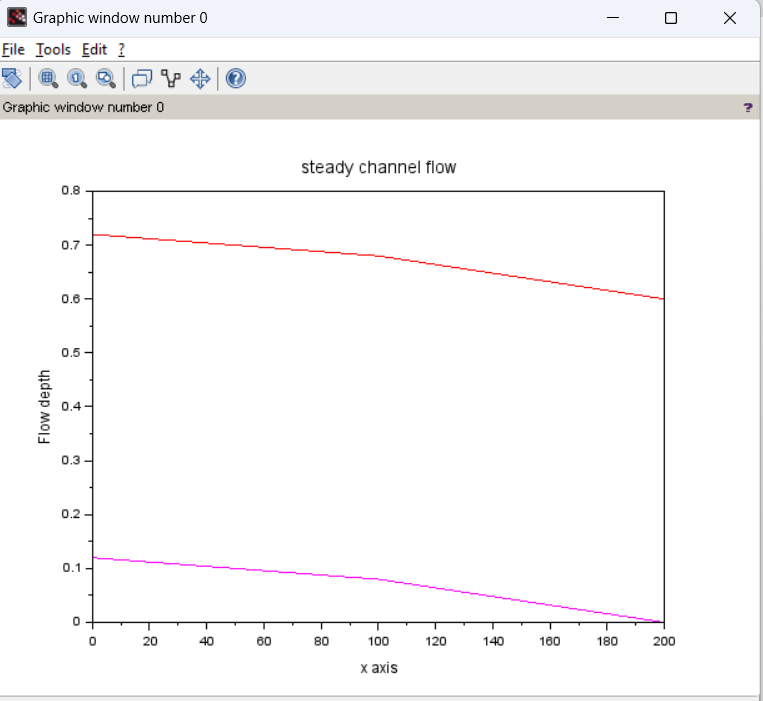 Graphic window number 0
File Tools Edit ?
Graphic window number 0 ?
steady channel flow
0.8
0.7
0.6
0.5
0.4
0.3
0.2
0.1
0
Flow depth
0 20 40 60 80 100 120 140 160 180 200
x axis